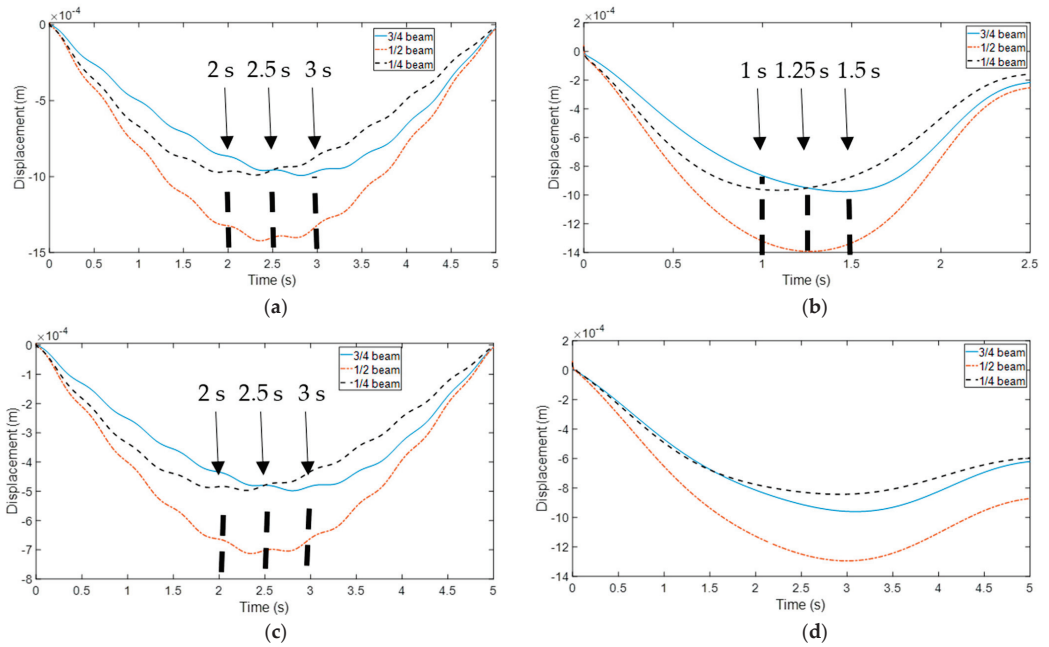 ×10⁻⁴
0
-5
-10
-15
Displacement (m)
3/4 beam
1/2 beam
1/4 beam
2 s 2.5 s 3 s
0 0.5 1 1.5 2 2.5 3 3.5 4 4.5 5
Time (s)
(a)
×10⁻⁴
2
0
-2
-4
-6
-8
-10
-12
-14
Displacement (m)
3/4 beam
1/2 beam
1/4 beam
1 s 1.25 s 1.5 s
0 0.5 1 1.5 2 2.5
Time (s)
(b)
×10⁻⁴
0
-1
-2
-3
-4
-5
-6
-7
-8
Displacement (m)
3/4 beam
1/2 beam
1/4 beam
2 s 2.5 s 3 s
0 0.5 1 1.5 2 2.5 3 3.5 4 4.5 5
Time (s)
(c)
×10⁻⁴
2
0
-2
-4
-6
-8
-10
-12
-14
Displacement (m)
3/4 beam
1/2 beam
1/4 beam
0 0.5 1 1.5 2 2.5 3 3.5 4 4.5 5
Time (s)
(d)